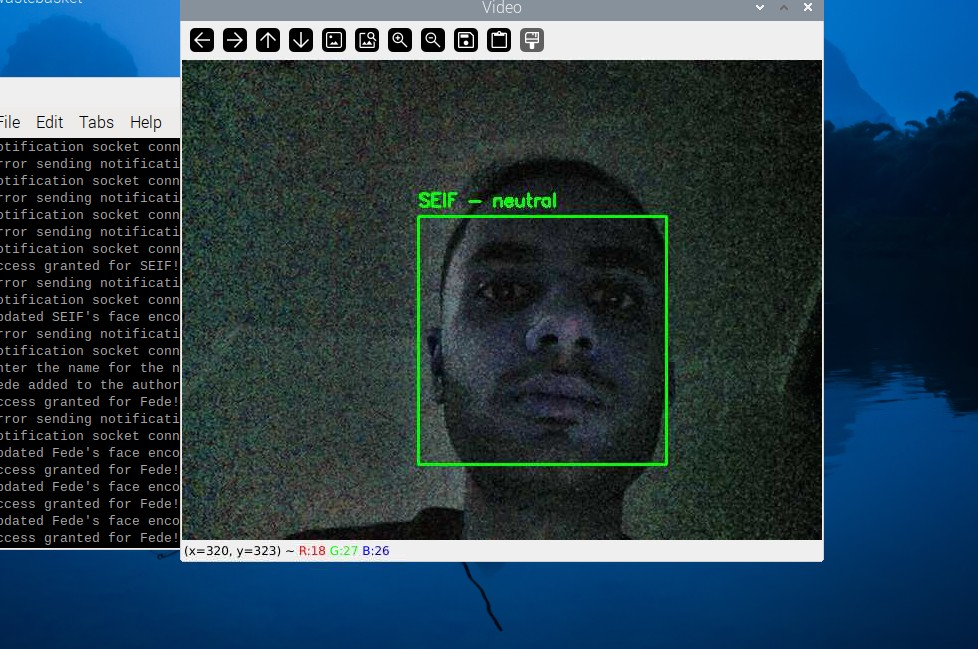 Wastebasket
Video
File Edit Tabs Help
otification socket conn
rror sending notificati
otification socket conn
rror sending notificati
otification socket conn
rror sending notificati
otification socket conn
ccess granted for SEIF!
rror sending notificati
otification socket conn
pdated SEIF's face enco
rror sending notificati
otification socket conn
nter the name for the n
ede added to the author
ccess granted for Fede!
rror sending notificati
otification socket conn
pdated Fede's face enco
ccess granted for Fede!
pdated Fede's face enco
ccess granted for Fede!
pdated Fede's face enco
ccess granted for Fede!
SEIF - neutral
(x=320, y=323) ~ R:18 G:27 B:26